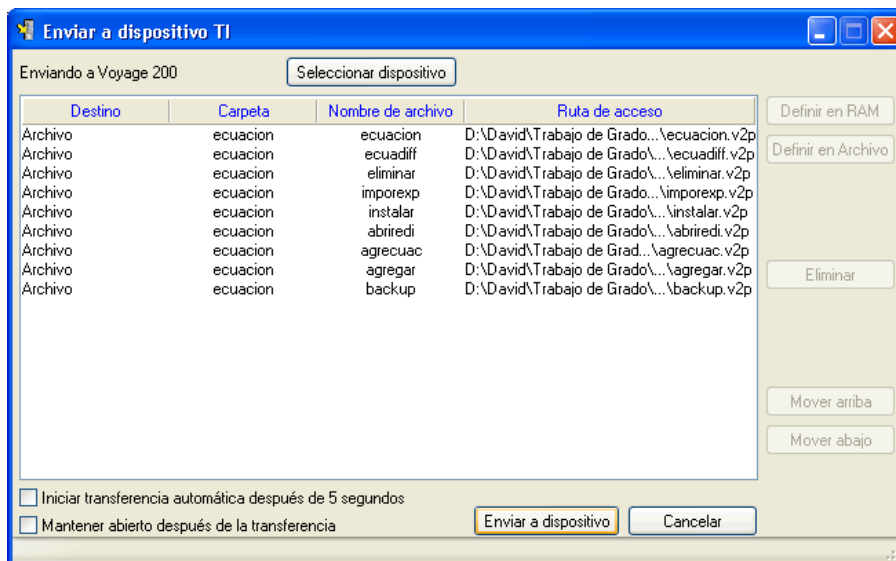 Enviar a dispositivo TI
Enviando a Voyage 200 Seleccionar dispositivo
Destino Carpeta Nombre de archivo Ruta de acceso
Archivo ecuacion ecuacion D:\David\Trabajo de Grado...\ecuacion.v2p
Archivo ecuacion ecuadiff D:\David\Trabajo de Grado\...\ecuadiff.v2p
Archivo ecuacion eliminar D:\David\Trabajo de Grado\...\eliminar.v2p
Archivo ecuacion imporexp D:\David\Trabajo de Grado...\imporexp.v2p
Archivo ecuacion instalar D:\David\Trabajo de Grado\...\instalar.v2p
Archivo ecuacion abriredi D:\David\Trabajo de Grado\...\abriredi.v2p
Archivo ecuacion agrecuac D:\David\Trabajo de Grad...\agrecuac.v2p
Archivo ecuacion agregar D:\David\Trabajo de Grado\...\agregar.v2p
Archivo ecuacion backup D:\David\Trabajo de Grado\...\backup.v2p
Definir en RAM
Definir en Archivo
Eliminar
Mover arriba
Mover abajo
Iniciar transferencia automática después de 5 segundos
Mantener abierto después de la transferencia
Enviar a dispositivo Cancelar